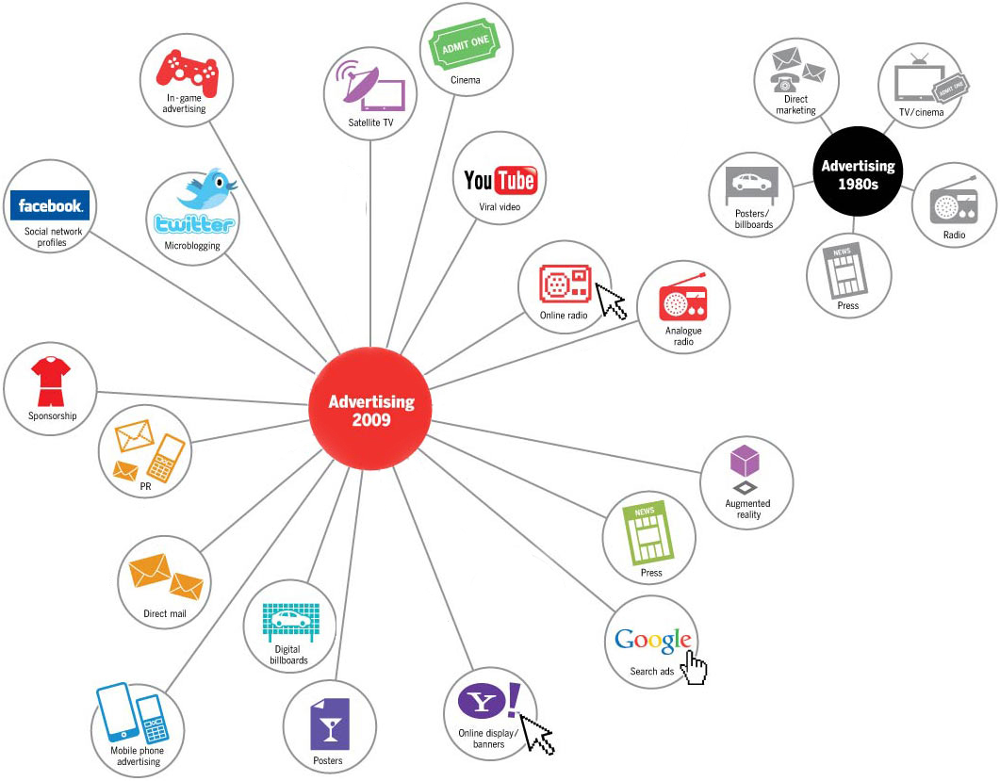 ADMIT ONE
Cinema
In-game
advertising
Satellite TV
Direct
marketing
ADMIT ONE
TV/cinema
Advertising
1980s
Posters/
billboards
Radio
NEWS
Press
facebook.
Social network
profiles
twitter
Microblogging
You Tube
Viral video
Online radio
Analogue
radio
Advertising
2009
Sponsorship
PR
Augmented
reality
NEWS
Press
Direct mail
Digital
billboards
Google
Search ads
Mobile phone
advertising
Posters
Y!
Online display/
banners